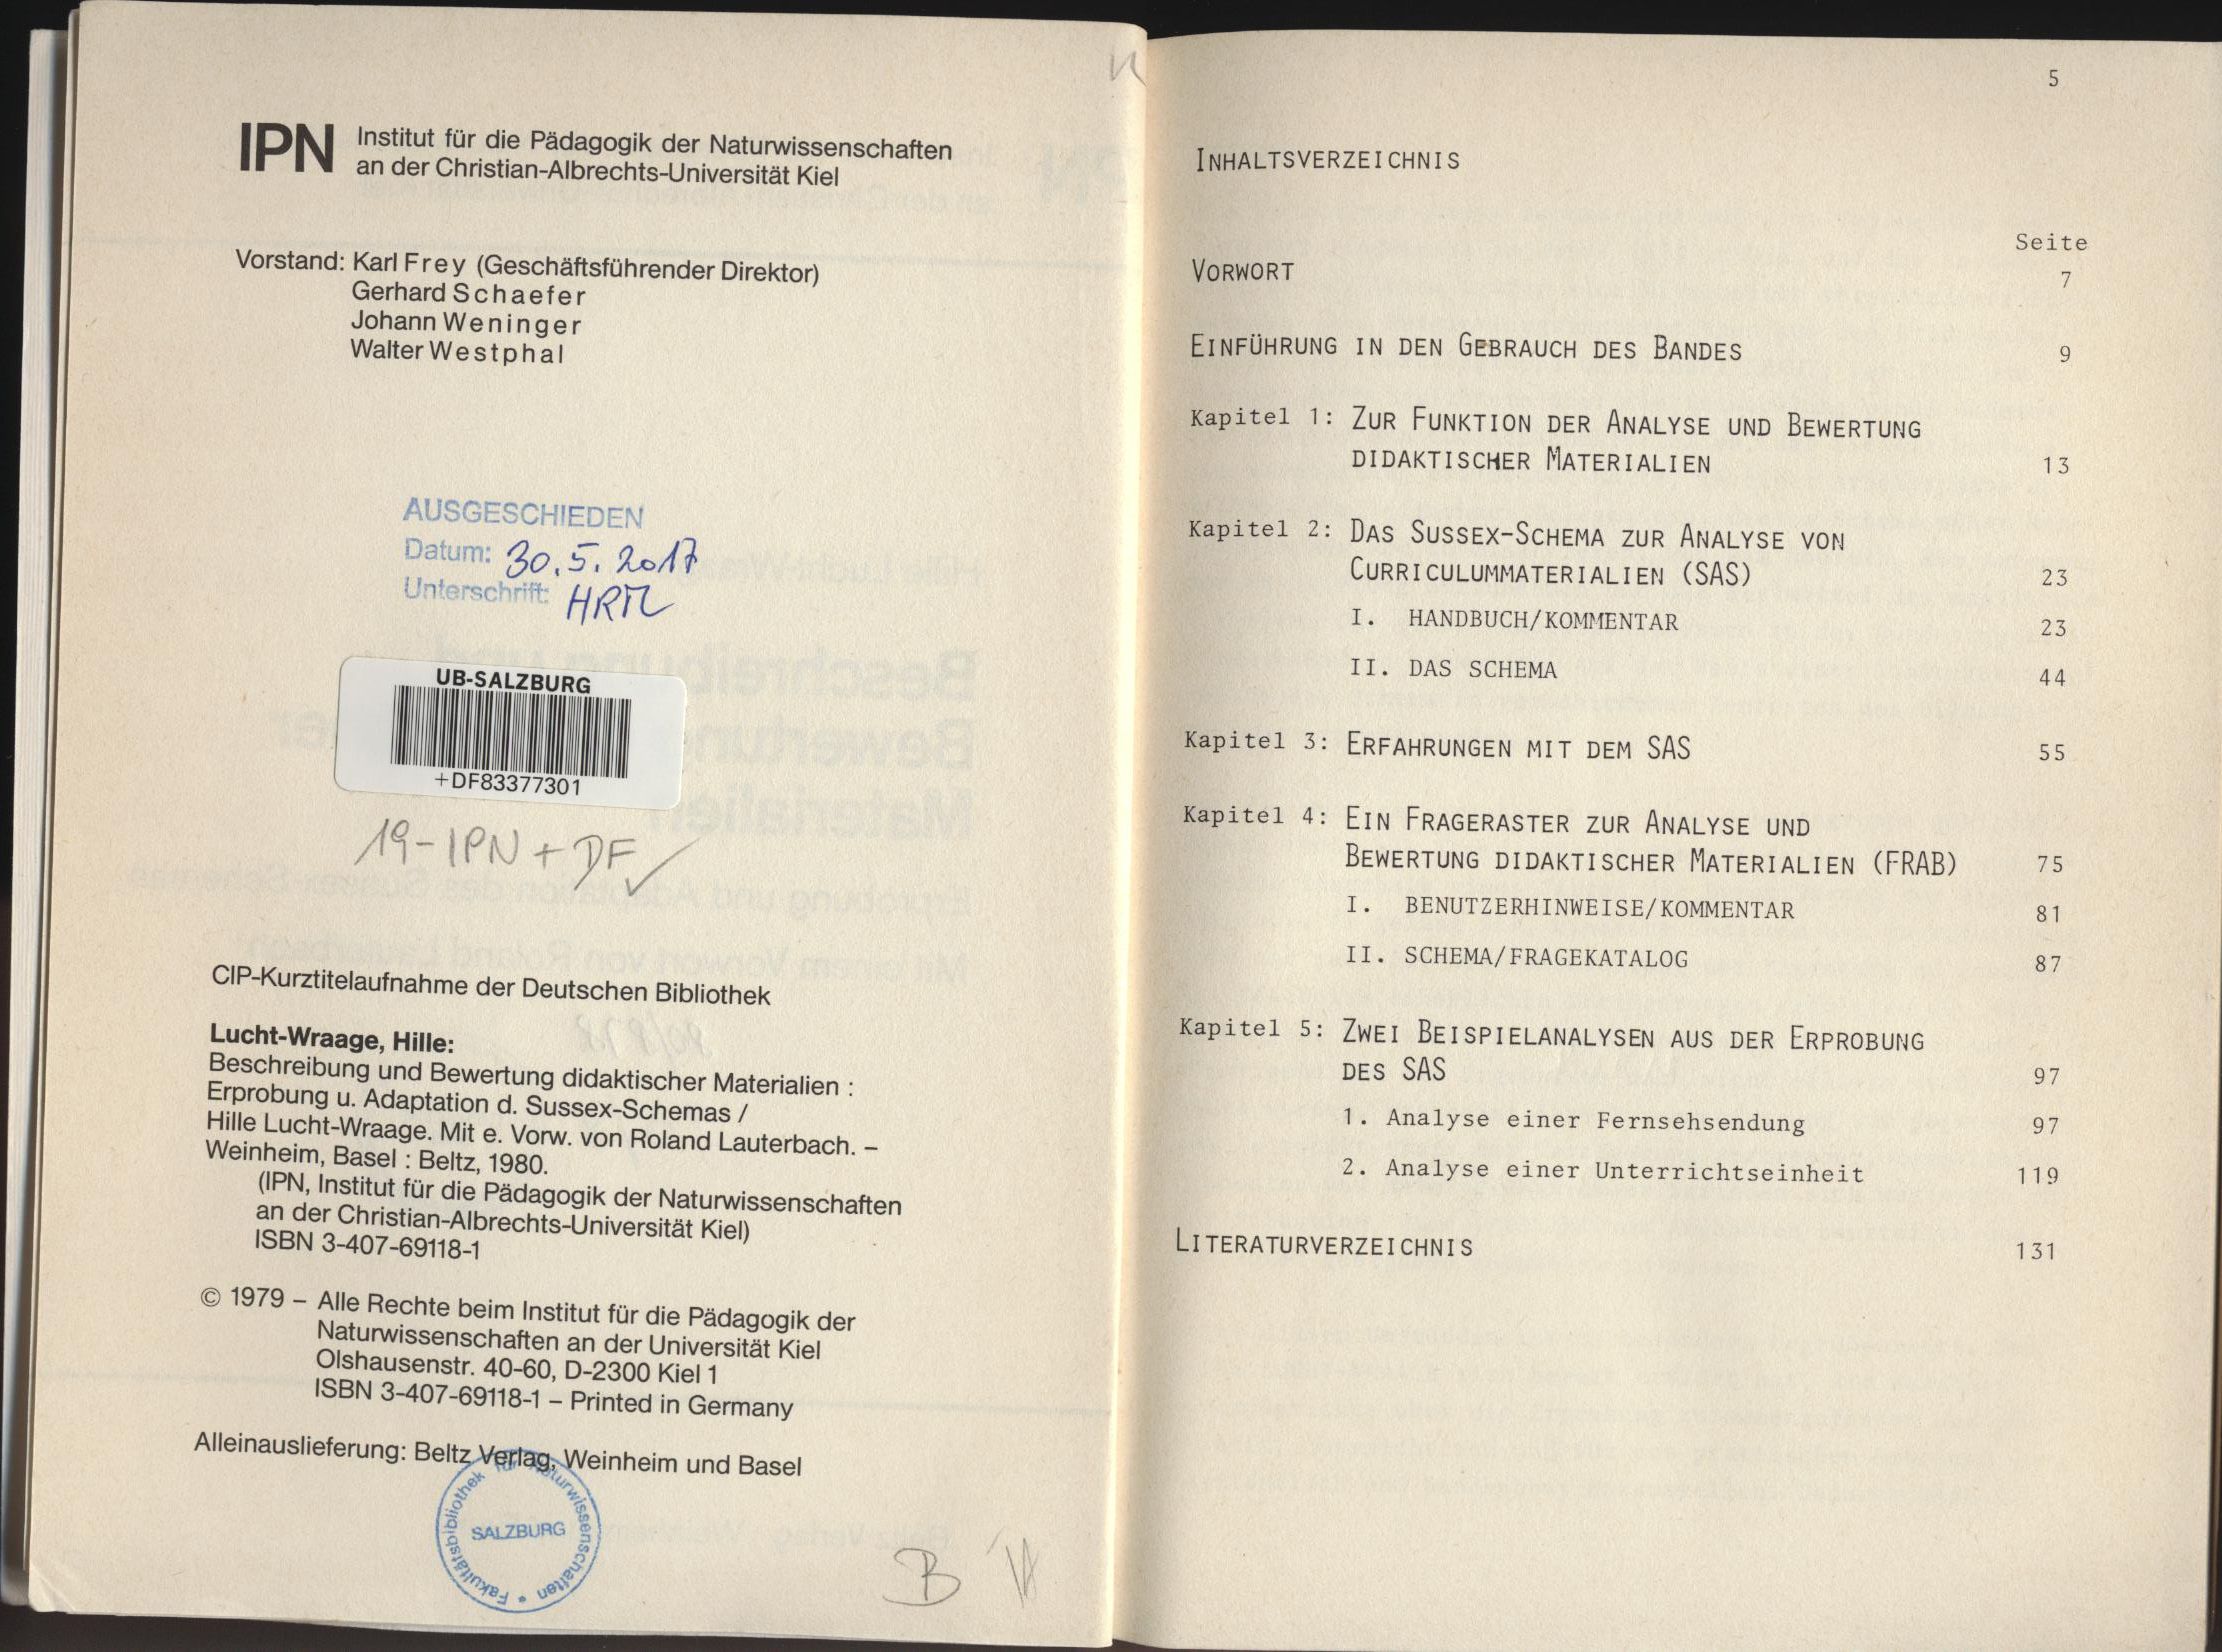 IPN Institut für die Pädagogik der Naturwissenschaften
an der Christian-Albrechts-Universität Kiel
Vorstand: Karl Frey (Geschäftsführender Direktor)
Gerhard Schaefer
Johann Weninger
Walter Westphal
AUSGESCHIEDEN
Datum: 30.5.2017
Unterschrift:
UB-SALZBURG
+DF83377301
19-IPN+DF
CIP-Kurztitelaufnahme der Deutschen Bibliothek
Lucht-Wraage, Hille:
Beschreibung und Bewertung didaktischer Materialien :
Erprobung u. Adaptation d. Sussex-Schemas /
Hille Lucht-Wraage. Mit e. Vorw. von Roland Lauterbach. –
Weinheim, Basel : Beltz, 1980.
(IPN, Institut für die Pädagogik der Naturwissenschaften
an der Christian-Albrechts-Universität Kiel)
ISBN 3-407-69118-1
© 1979 – Alle Rechte beim Institut für die Pädagogik der
Naturwissenschaften an der Universität Kiel
Olshausenstr. 40-60, D-2300 Kiel 1
ISBN 3-407-69118-1 – Printed in Germany
Alleinauslieferung: Beltz Verlag, Weinheim und Basel
Fakultätsbibliothek für Naturwissenschaften
SALZBURG
B
5
INHALTSVERZEICHNIS
Seite
VORWORT 7
EINFÜHRUNG IN DEN GEBRAUCH DES BANDES 9
Kapitel 1: ZUR FUNKTION DER ANALYSE UND BEWERTUNG
DIDAKTISCHER MATERIALIEN 13
Kapitel 2: DAS SUSSEX-SCHEMA ZUR ANALYSE VON
CURRICULUMMATERIALIEN (SAS) 23
I. HANDBUCH/KOMMENTAR 23
II. DAS SCHEMA 44
Kapitel 3: ERFAHRUNGEN MIT DEM SAS 55
Kapitel 4: EIN FRAGERASTER ZUR ANALYSE UND
BEWERTUNG DIDAKTISCHER MATERIALIEN (FRAB) 75
I. BENUTZERHINWEISE/KOMMENTAR 81
II. SCHEMA/FRAGEKATALOG 87
Kapitel 5: ZWEI BEISPIELANALYSEN AUS DER ERPROBUNG
DES SAS 97
1. Analyse einer Fernsehsendung 97
2. Analyse einer Unterrichtseinheit 119
LITERATURVERZEICHNIS 131